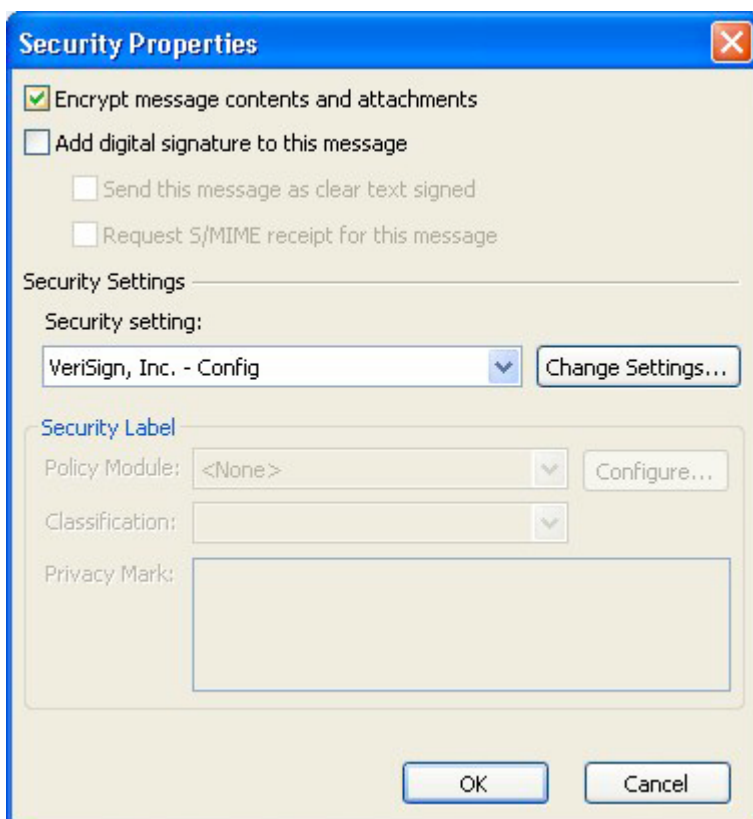 Security Properties
Encrypt message contents and attachments
Add digital signature to this message
Send this message as clear text signed
Request S/MIME receipt for this message
Security Settings
Security setting:
VeriSign, Inc. - Config
Change Settings...
Security Label
Policy Module: <None> Configure...
Classification:
Privacy Mark:
OK Cancel